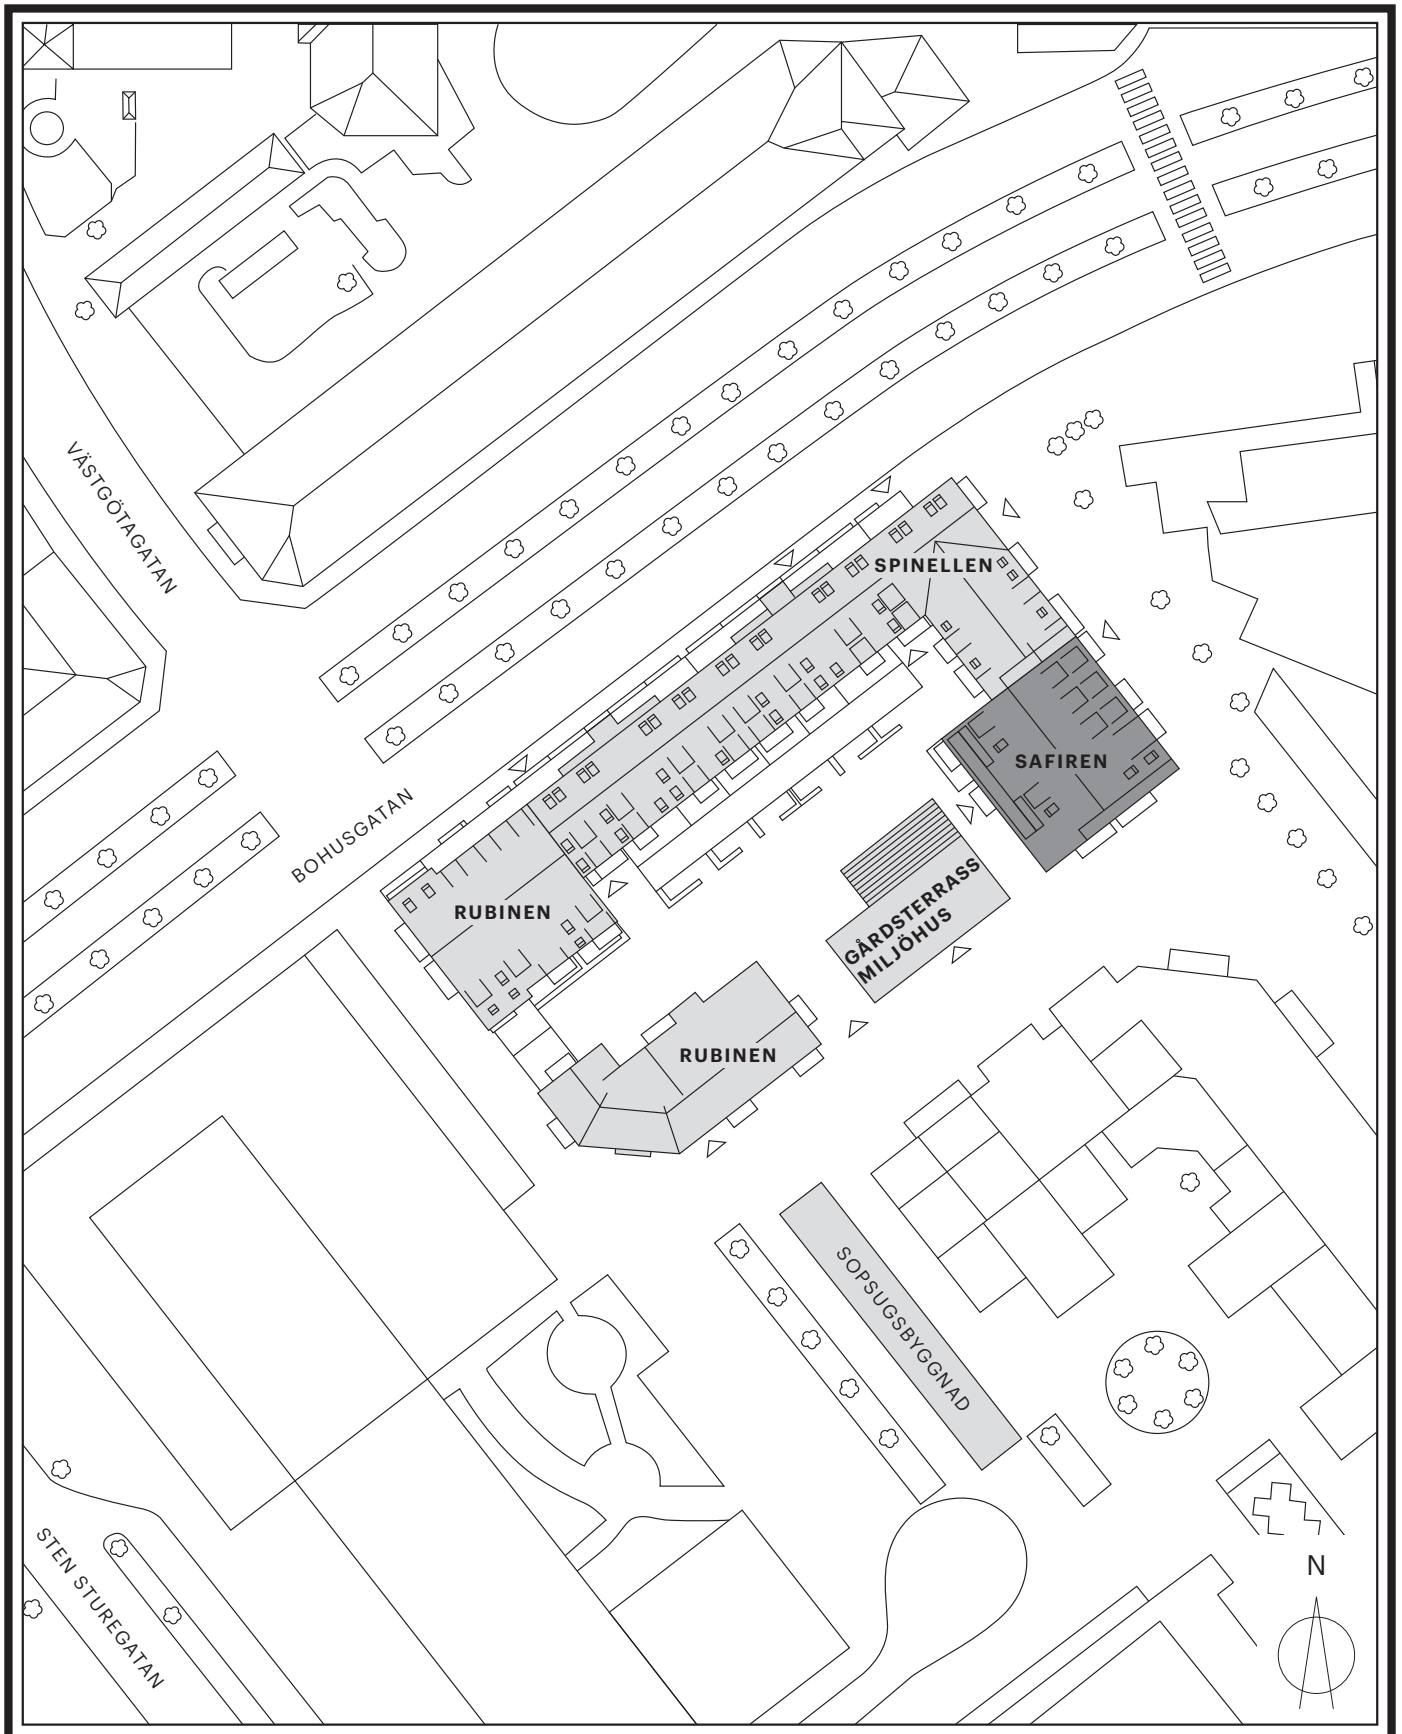 VÄSTGÖTAGATAN
SPINELLEN
SAFIREN
BOHUSGATAN
RUBINEN
GÅRDSTERRASS
MILJÖHUS
RUBINEN
SOPSUGSBYGGNAD
STEN STUREGATAN
N